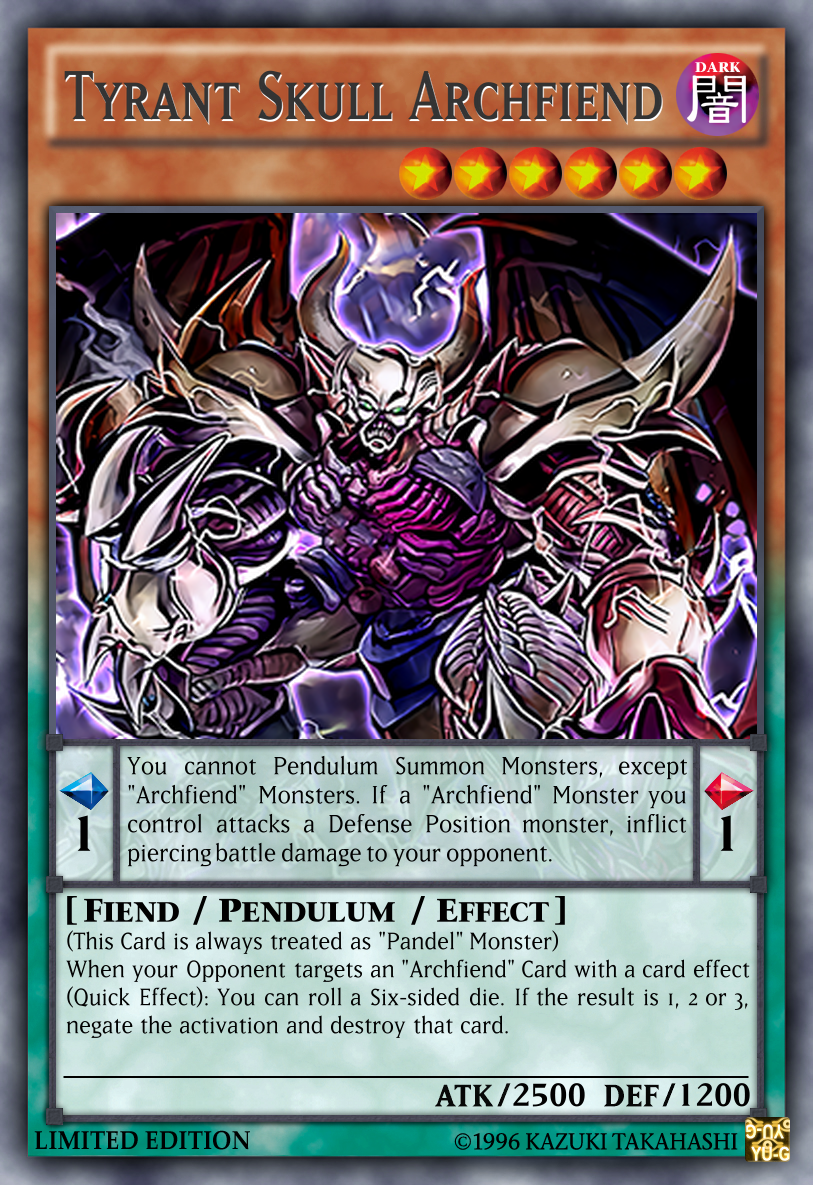 TYRANT SKULL ARCHFIEND
DARK
闇
You cannot Pendulum Summon Monsters, except
"Archfiend" Monsters. If a "Archfiend" Monster you
control attacks a Defense Position monster, inflict
piercing battle damage to your opponent.
1
1
[ FIEND / PENDULUM / EFFECT ]
(This Card is always treated as "Pandel" Monster)
When your Opponent targets an "Archfiend" Card with a card effect
(Quick Effect): You can roll a Six-sided die. If the result is 1, 2 or 3,
negate the activation and destroy that card.
ATK/2500 DEF/1200
LIMITED EDITION
©1996 KAZUKI TAKAHASHI